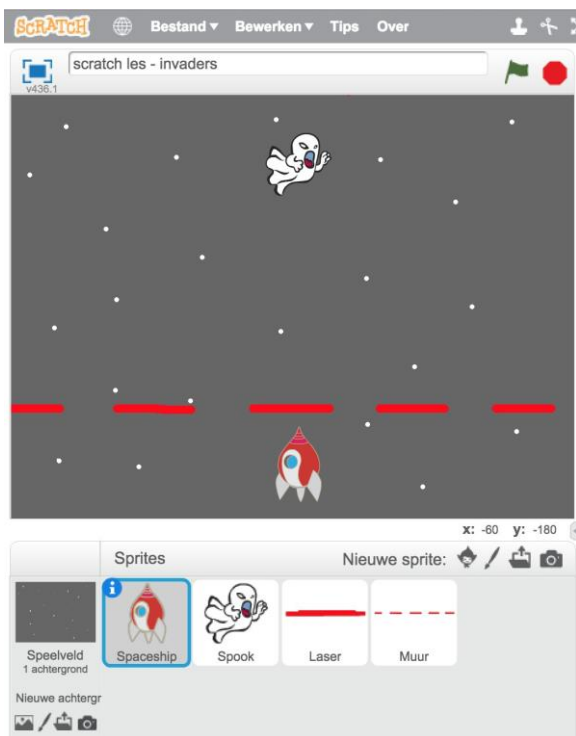 SCRATCH Bestand▼ Bewerken▼ Tips Over
scratch les - invaders
v436.1
x: -60 y: -180
Sprites Nieuwe sprite:
Speelveld
1 achtergrond
Spaceship Spook Laser Muur
Nieuwe achtergr